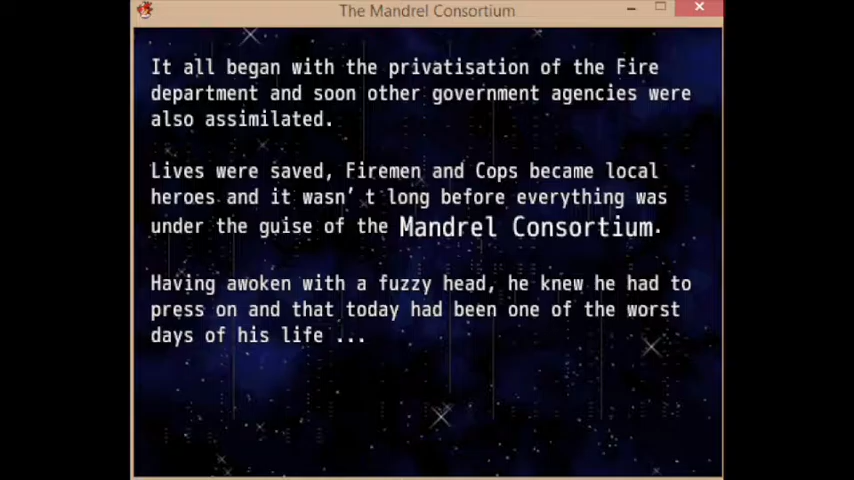 The Mandrel Consortium
It all began with the privatisation of the Fire
department and soon other government agencies were
also assimilated.
Lives were saved, Firemen and Cops became local
heroes and it wasn't long before everything was
under the guise of the Mandrel Consortium.
Having awoken with a fuzzy head, he knew he had to
press on and that today had been one of the worst
days of his life ...